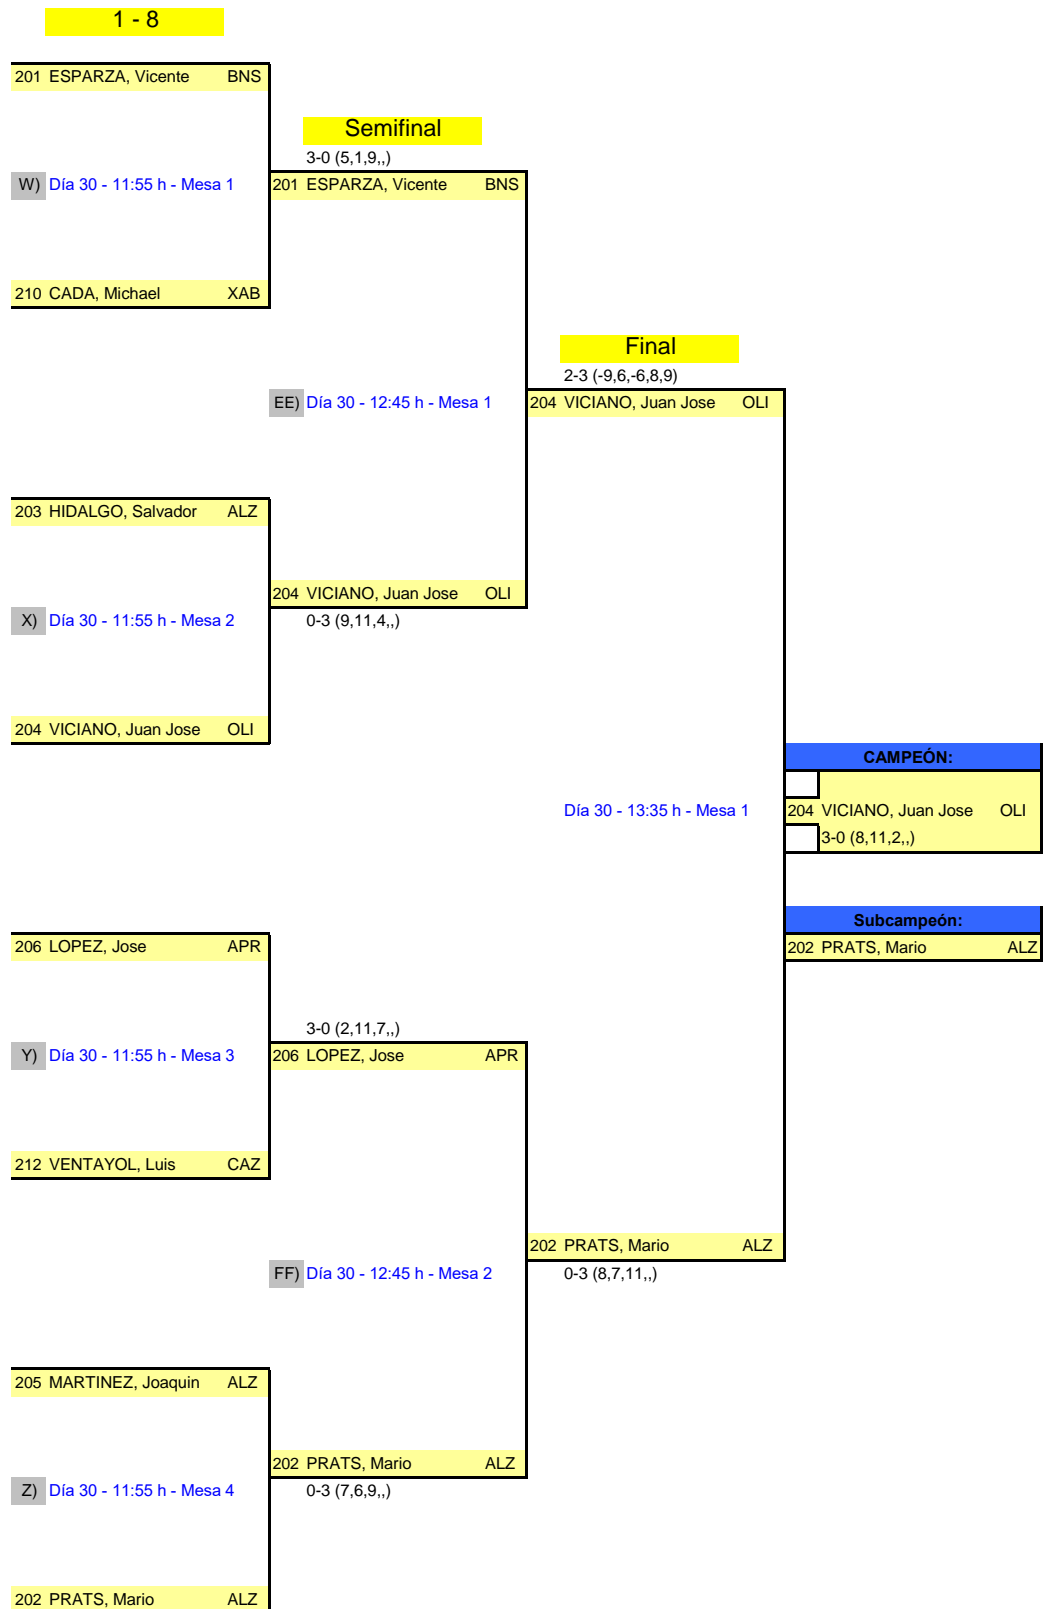 1 - 8
201 ESPARZA, Vicente BNS
Semifinal
3-0 (5,1,9,,)
W) Día 30 - 11:55 h - Mesa 1
201 ESPARZA, Vicente BNS
210 CADA, Michael XAB
Final
2-3 (-9,6,-6,8,9)
EE) Día 30 - 12:45 h - Mesa 1
204 VICIANO, Juan Jose OLI
203 HIDALGO, Salvador ALZ
204 VICIANO, Juan Jose OLI
X) Día 30 - 11:55 h - Mesa 2
0-3 (9,11,4,,)
204 VICIANO, Juan Jose OLI
CAMPEÓN:
Día 30 - 13:35 h - Mesa 1
204 VICIANO, Juan Jose OLI
3-0 (8,11,2,,)
Subcampeón:
206 LOPEZ, Jose APR
202 PRATS, Mario ALZ
3-0 (2,11,7,,)
Y) Día 30 - 11:55 h - Mesa 3
206 LOPEZ, Jose APR
212 VENTAYOL, Luis CAZ
202 PRATS, Mario ALZ
FF) Día 30 - 12:45 h - Mesa 2
0-3 (8,7,11,,)
205 MARTINEZ, Joaquin ALZ
202 PRATS, Mario ALZ
Z) Día 30 - 11:55 h - Mesa 4
0-3 (7,6,9,,)
202 PRATS, Mario ALZ